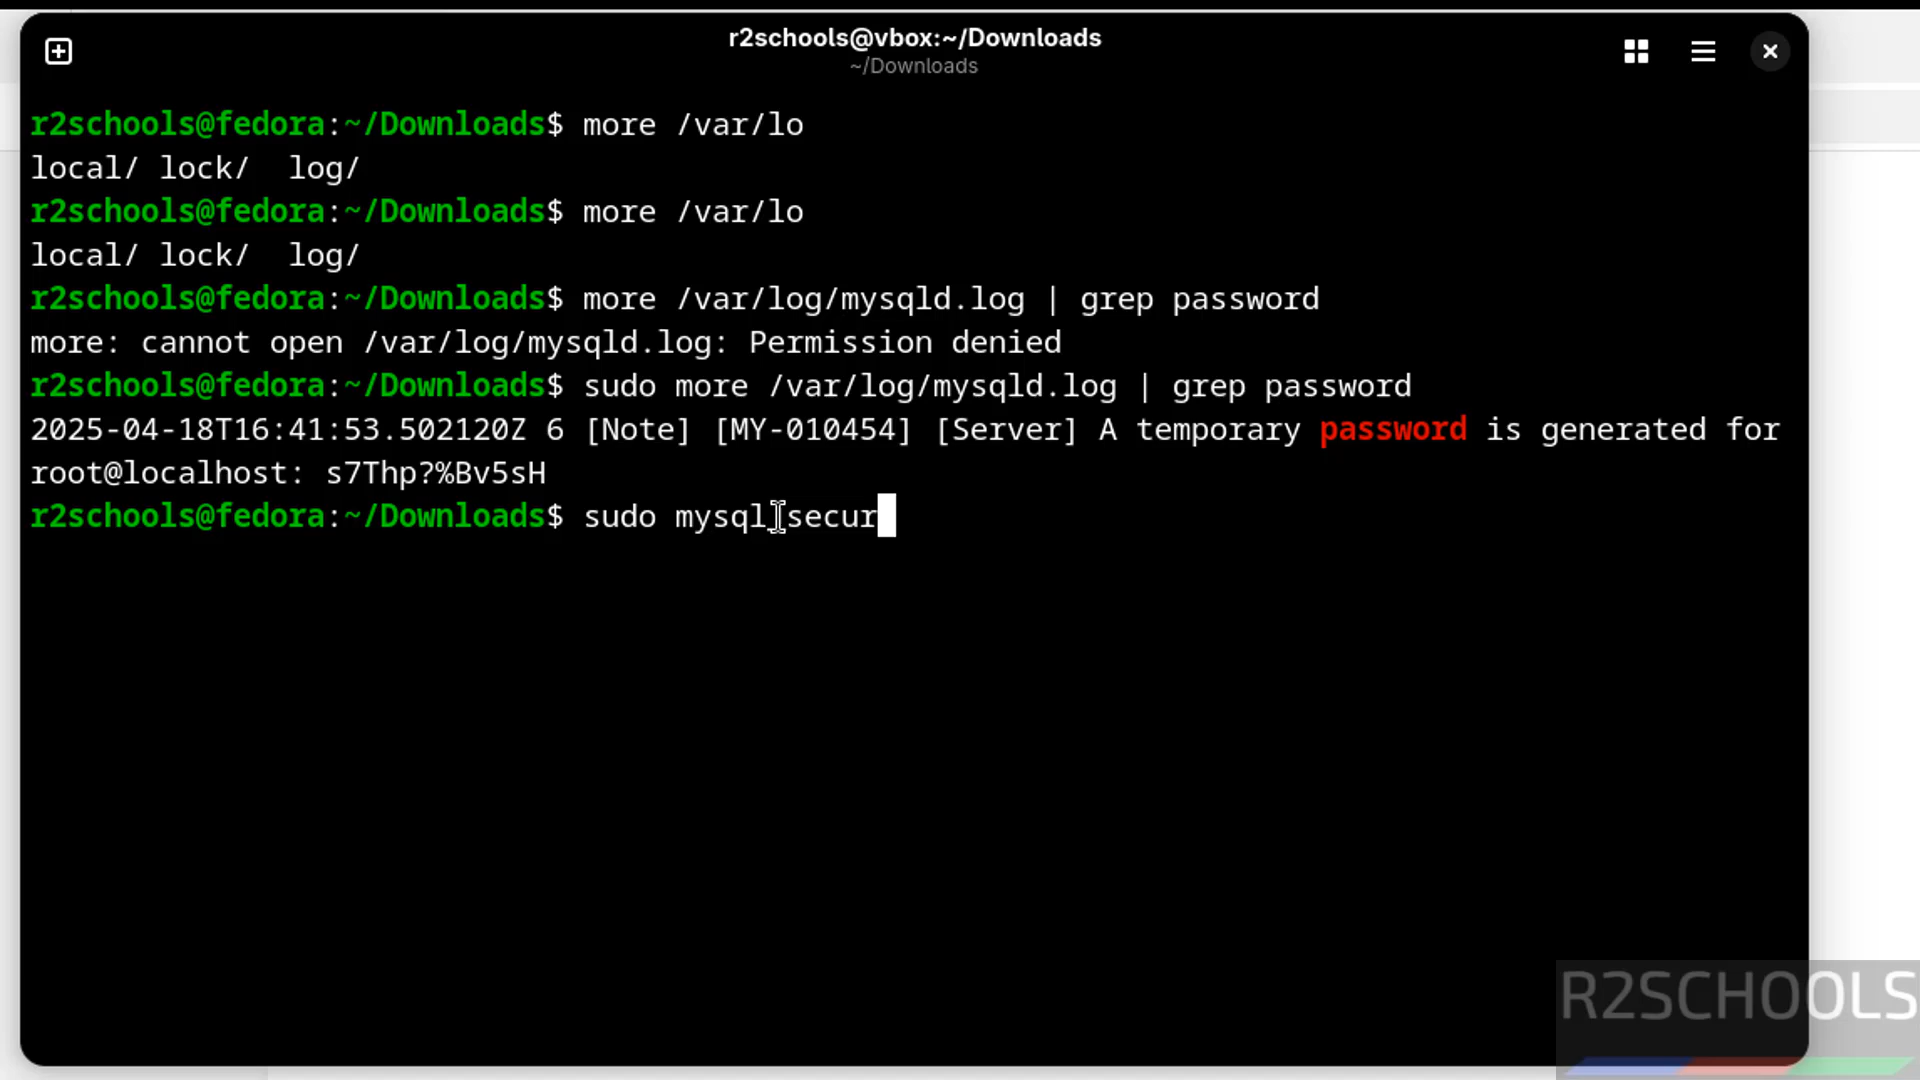 r2schools@vbox:~/Downloads
~/Downloads
r2schools@fedora:~/Downloads$ more /var/lo
local/ lock/  log/
r2schools@fedora:~/Downloads$ more /var/lo
local/ lock/  log/
r2schools@fedora:~/Downloads$ more /var/log/mysqld.log | grep password
more: cannot open /var/log/mysqld.log: Permission denied
r2schools@fedora:~/Downloads$ sudo more /var/log/mysqld.log | grep password
2025-04-18T16:41:53.502120Z 6 [Note] [MY-010454] [Server] A temporary password is generated for
root@localhost: s7Thp?%Bv5sH
r2schools@fedora:~/Downloads$ sudo mysql_secur
R2SCHOOLS